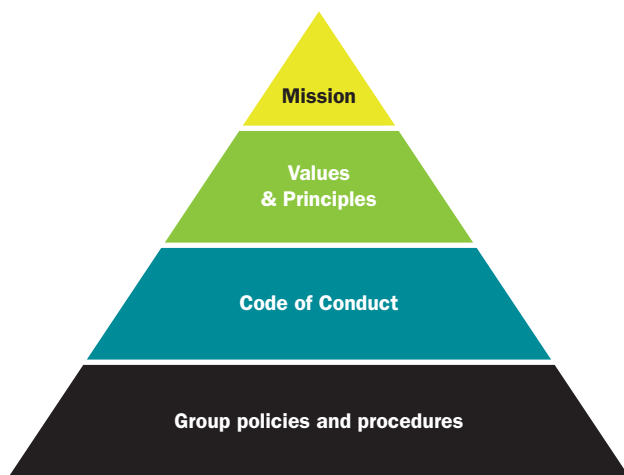 Mission
Values
& Principles
Code of Conduct
Group policies and procedures